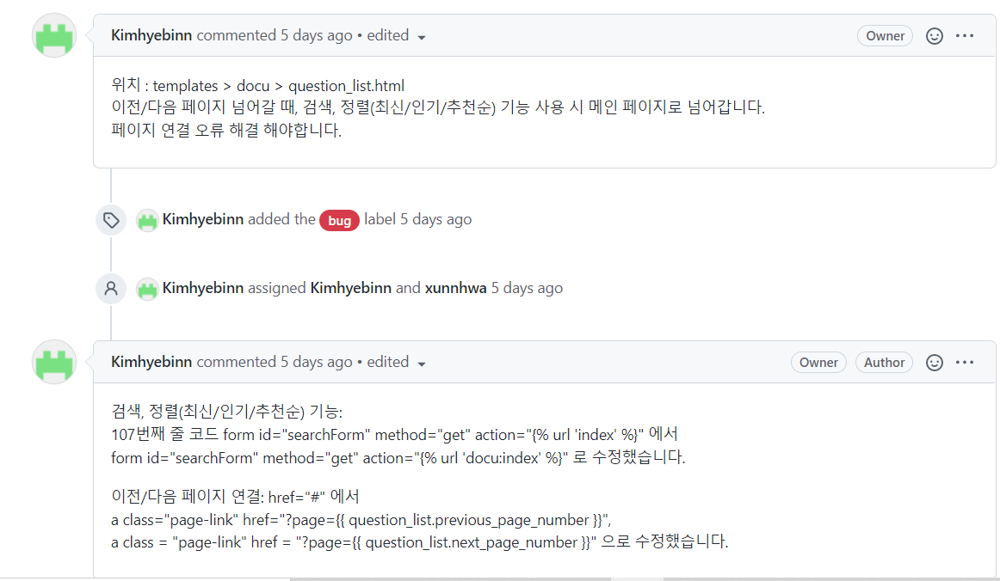 Kimhyebinn commented 5 days ago • edited
Owner
위치 : templates > docu > question_list.html
이전/다음 페이지 넘어갈 때, 검색, 정렬(최신/인기/추천순) 기능 사용 시 메인 페이지로 넘어갑니다.
페이지 연결 오류 해결 해야합니다.
Kimhyebinn added the bug label 5 days ago
Kimhyebinn assigned Kimhyebinn and xunnhwa 5 days ago
Kimhyebinn commented 5 days ago • edited
Owner Author
검색, 정렬(최신/인기/추천순) 기능:
107번째 줄 코드 form id="searchForm" method="get" action="{% url 'index' %}" 에서
form id="searchForm" method="get" action="{% url 'docu:index' %}" 로 수정했습니다.
이전/다음 페이지 연결: href="#" 에서
a class="page-link" href="?page={{ question_list.previous_page_number }}",
a class = "page-link" href = "?page={{ question_list.next_page_number }}" 으로 수정했습니다.